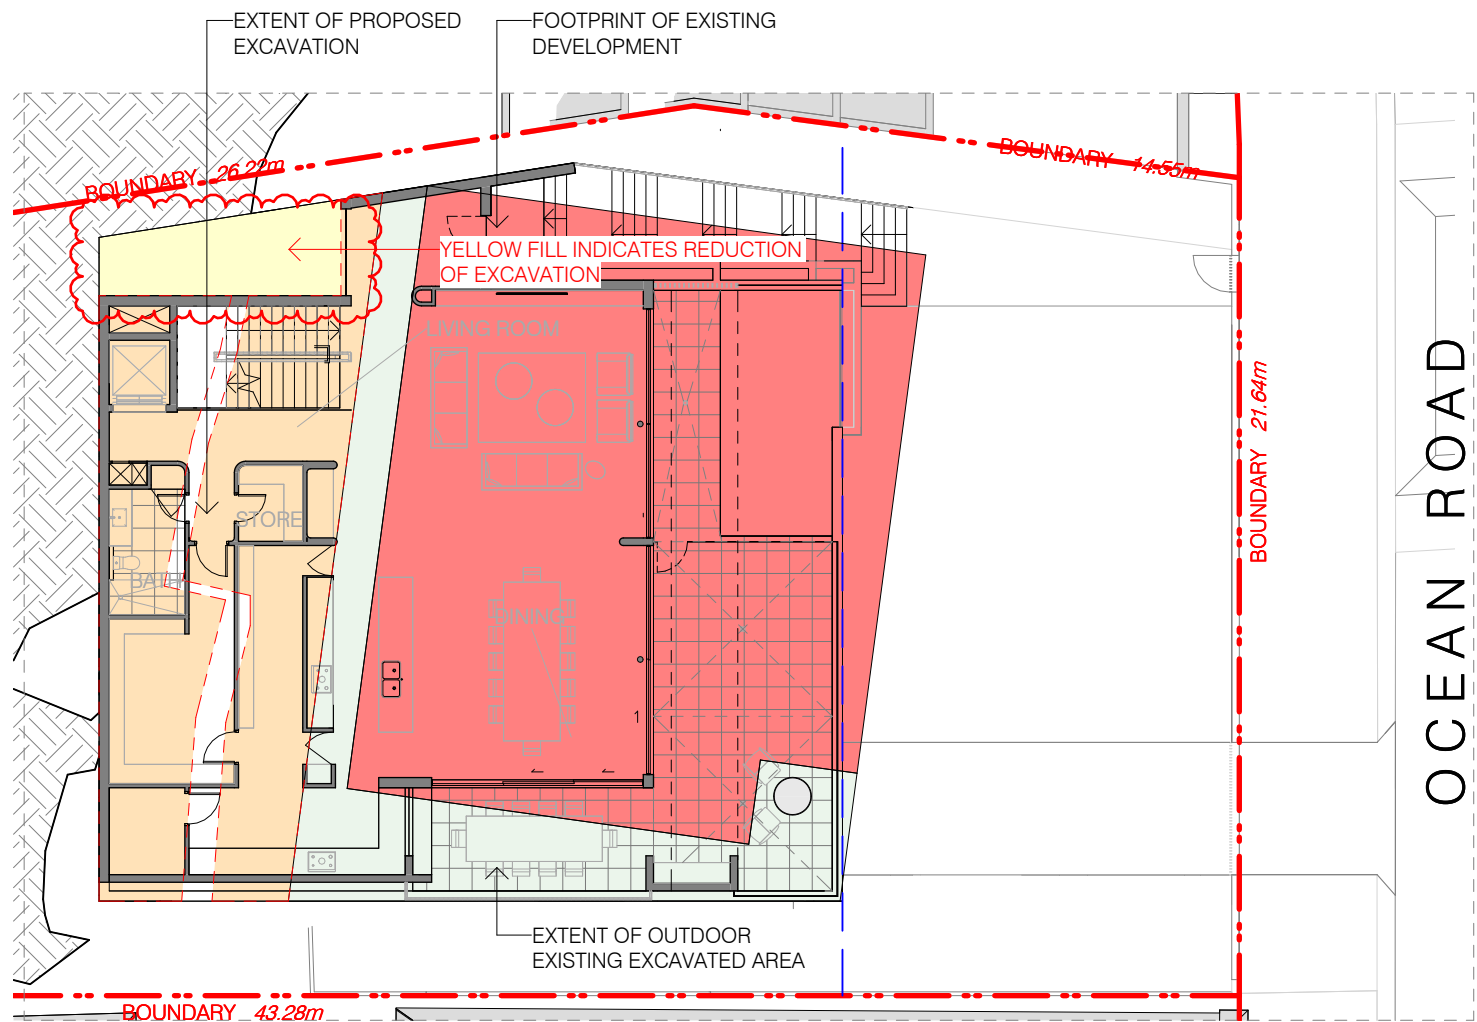 EXTENT OF PROPOSED
EXCAVATION
FOOTPRINT OF EXISTING
DEVELOPMENT
BOUNDARY 26.22m
BOUNDARY 14.55m
YELLOW FILL INDICATES REDUCTION
OF EXCAVATION
LIVING ROOM
STORE
BATH
DINING
1
BOUNDARY 21.64m
OCEAN ROAD
EXTENT OF OUTDOOR
EXISTING EXCAVATED AREA
BOUNDARY 43.28m